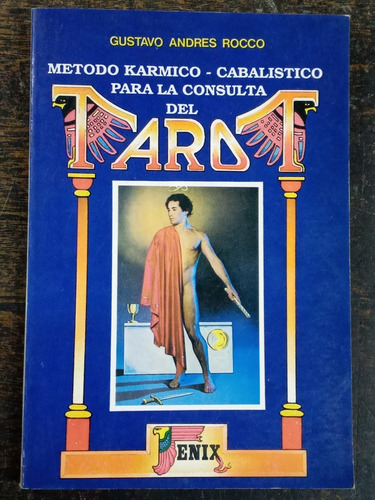 GUSTAVO ANDRES ROCCO
METODO KARMICO - CABALISTICO
PARA LA CONSULTA
DEL
TAROT
FENIX